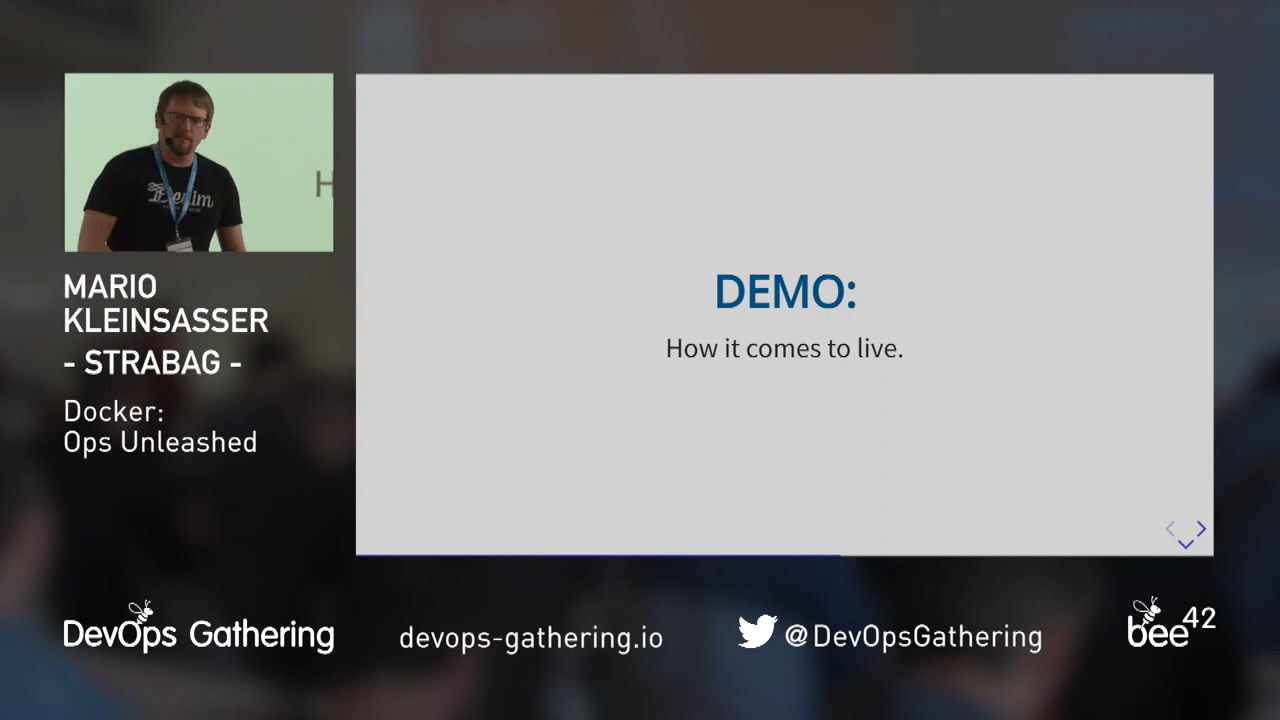 H
Denim
MARIO
KLEINSASSER
- STRABAG -
Docker:
Ops Unleashed
DEMO:
How it comes to live.
DevOps Gathering
devops-gathering.io
@DevOpsGathering
bee42